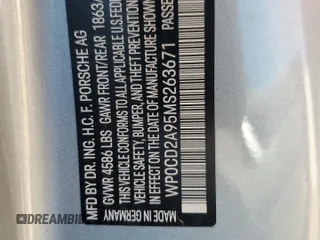 MFD BY DR. ING. H.C. F. PORSCHE AG
GVWR 4586 LBS GAWR FRONT/REAR 1863/
THIS VEHICLE CONFORMS TO ALL APPLICABLE U.S. FED
VEHICLE SAFETY, BUMPER, AND THEFT PREVENTION
IN EFFECT ON THE DATE OF MANUFACTURE SHOWN
WP0CD2A95MS263671 PASSE
MADE IN GERMANY
DREAMBID